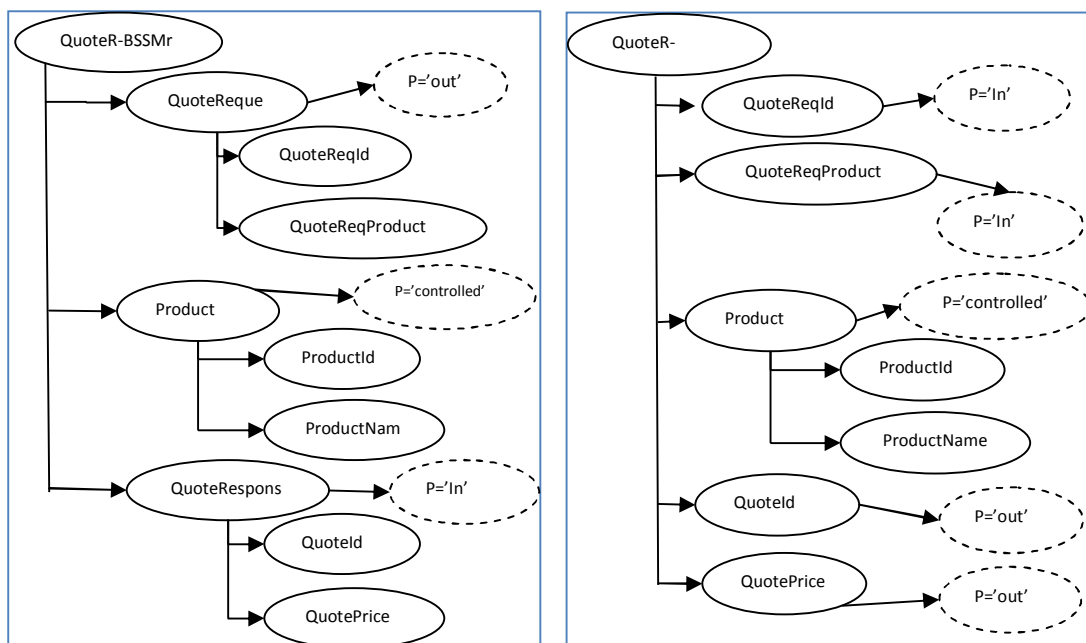 QuoteR-BSSMr
QuoteReque
P='out'
QuoteReqId
QuoteReqProduct
Product
P='controlled'
ProductId
ProductNam
QuoteRespons
P='In'
QuoteId
QuotePrice
QuoteR-
QuoteReqId
P='In'
QuoteReqProduct
P='In'
Product
P='controlled'
ProductId
ProductName
QuoteId
P='out'
QuotePrice
P='out'